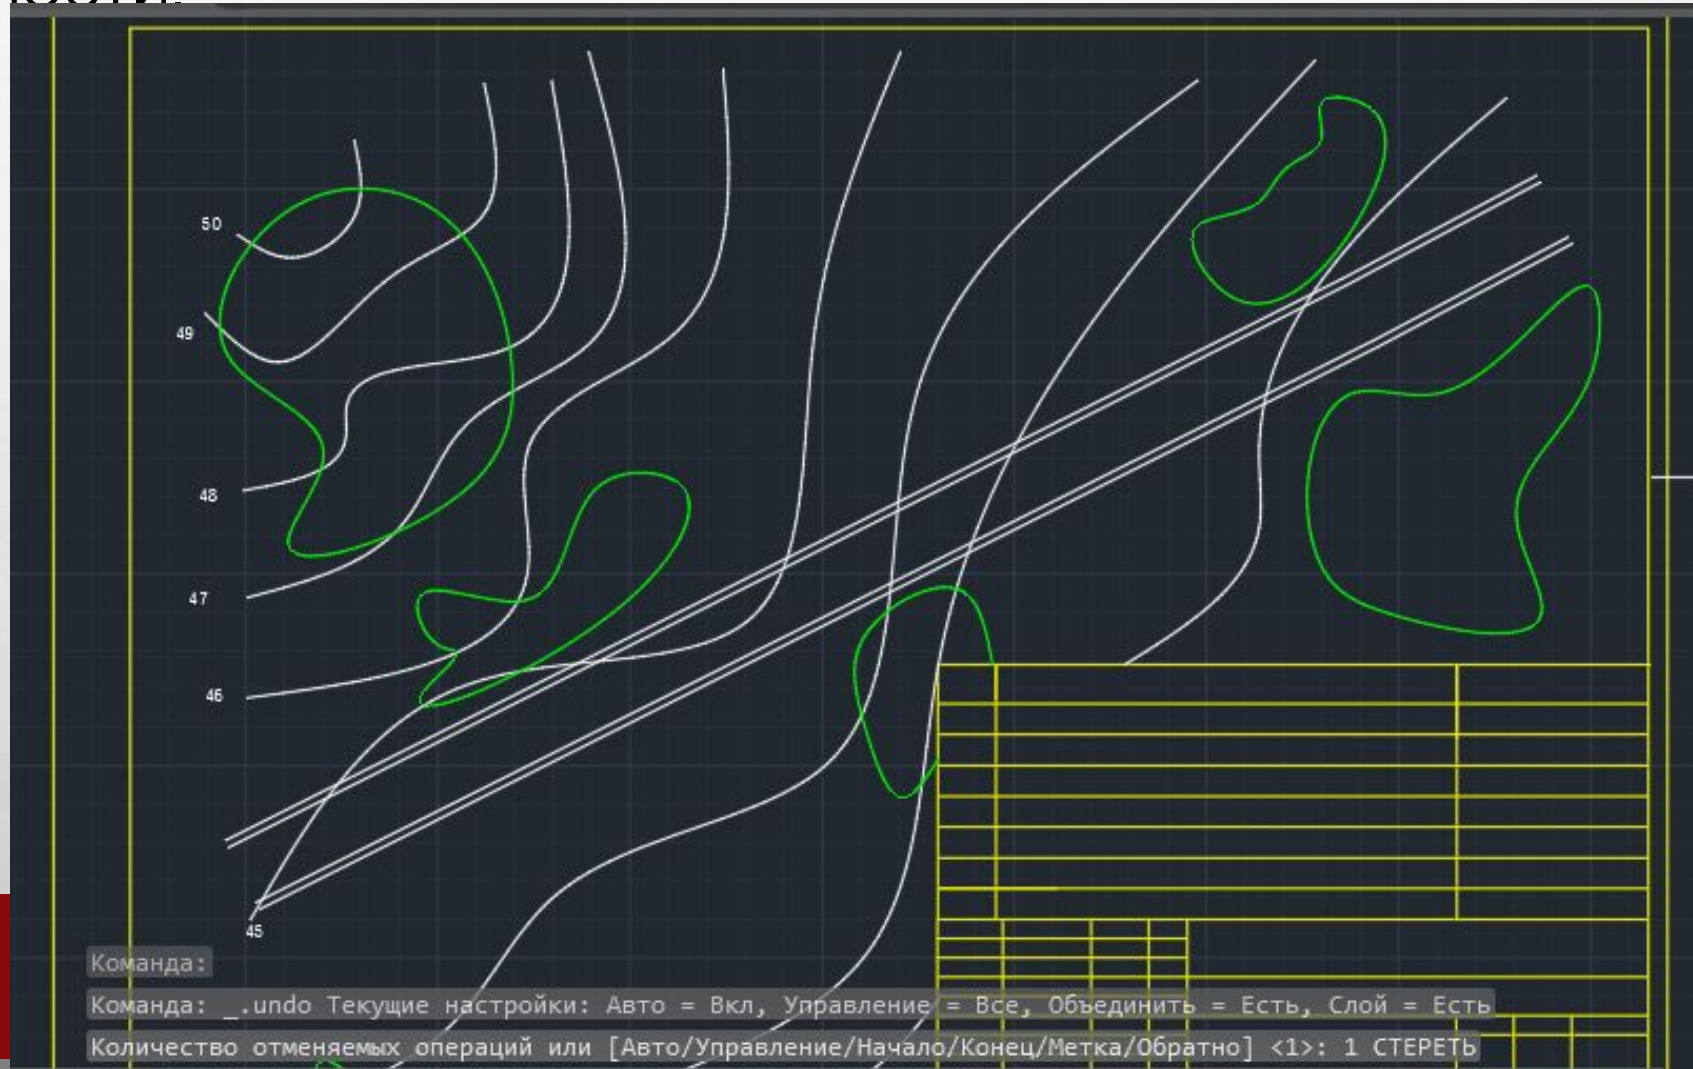 50
49
48
47
46
45
Команда:
Команда: _.undo Текущие настройки: Авто = Вкл, Управление = Все, Объединить = Есть, Слой = Есть
Количество отменяемых операций или [Авто/Управление/Начало/Конец/Метка/Обратно] <1>: 1 СТЕРЕТЬ